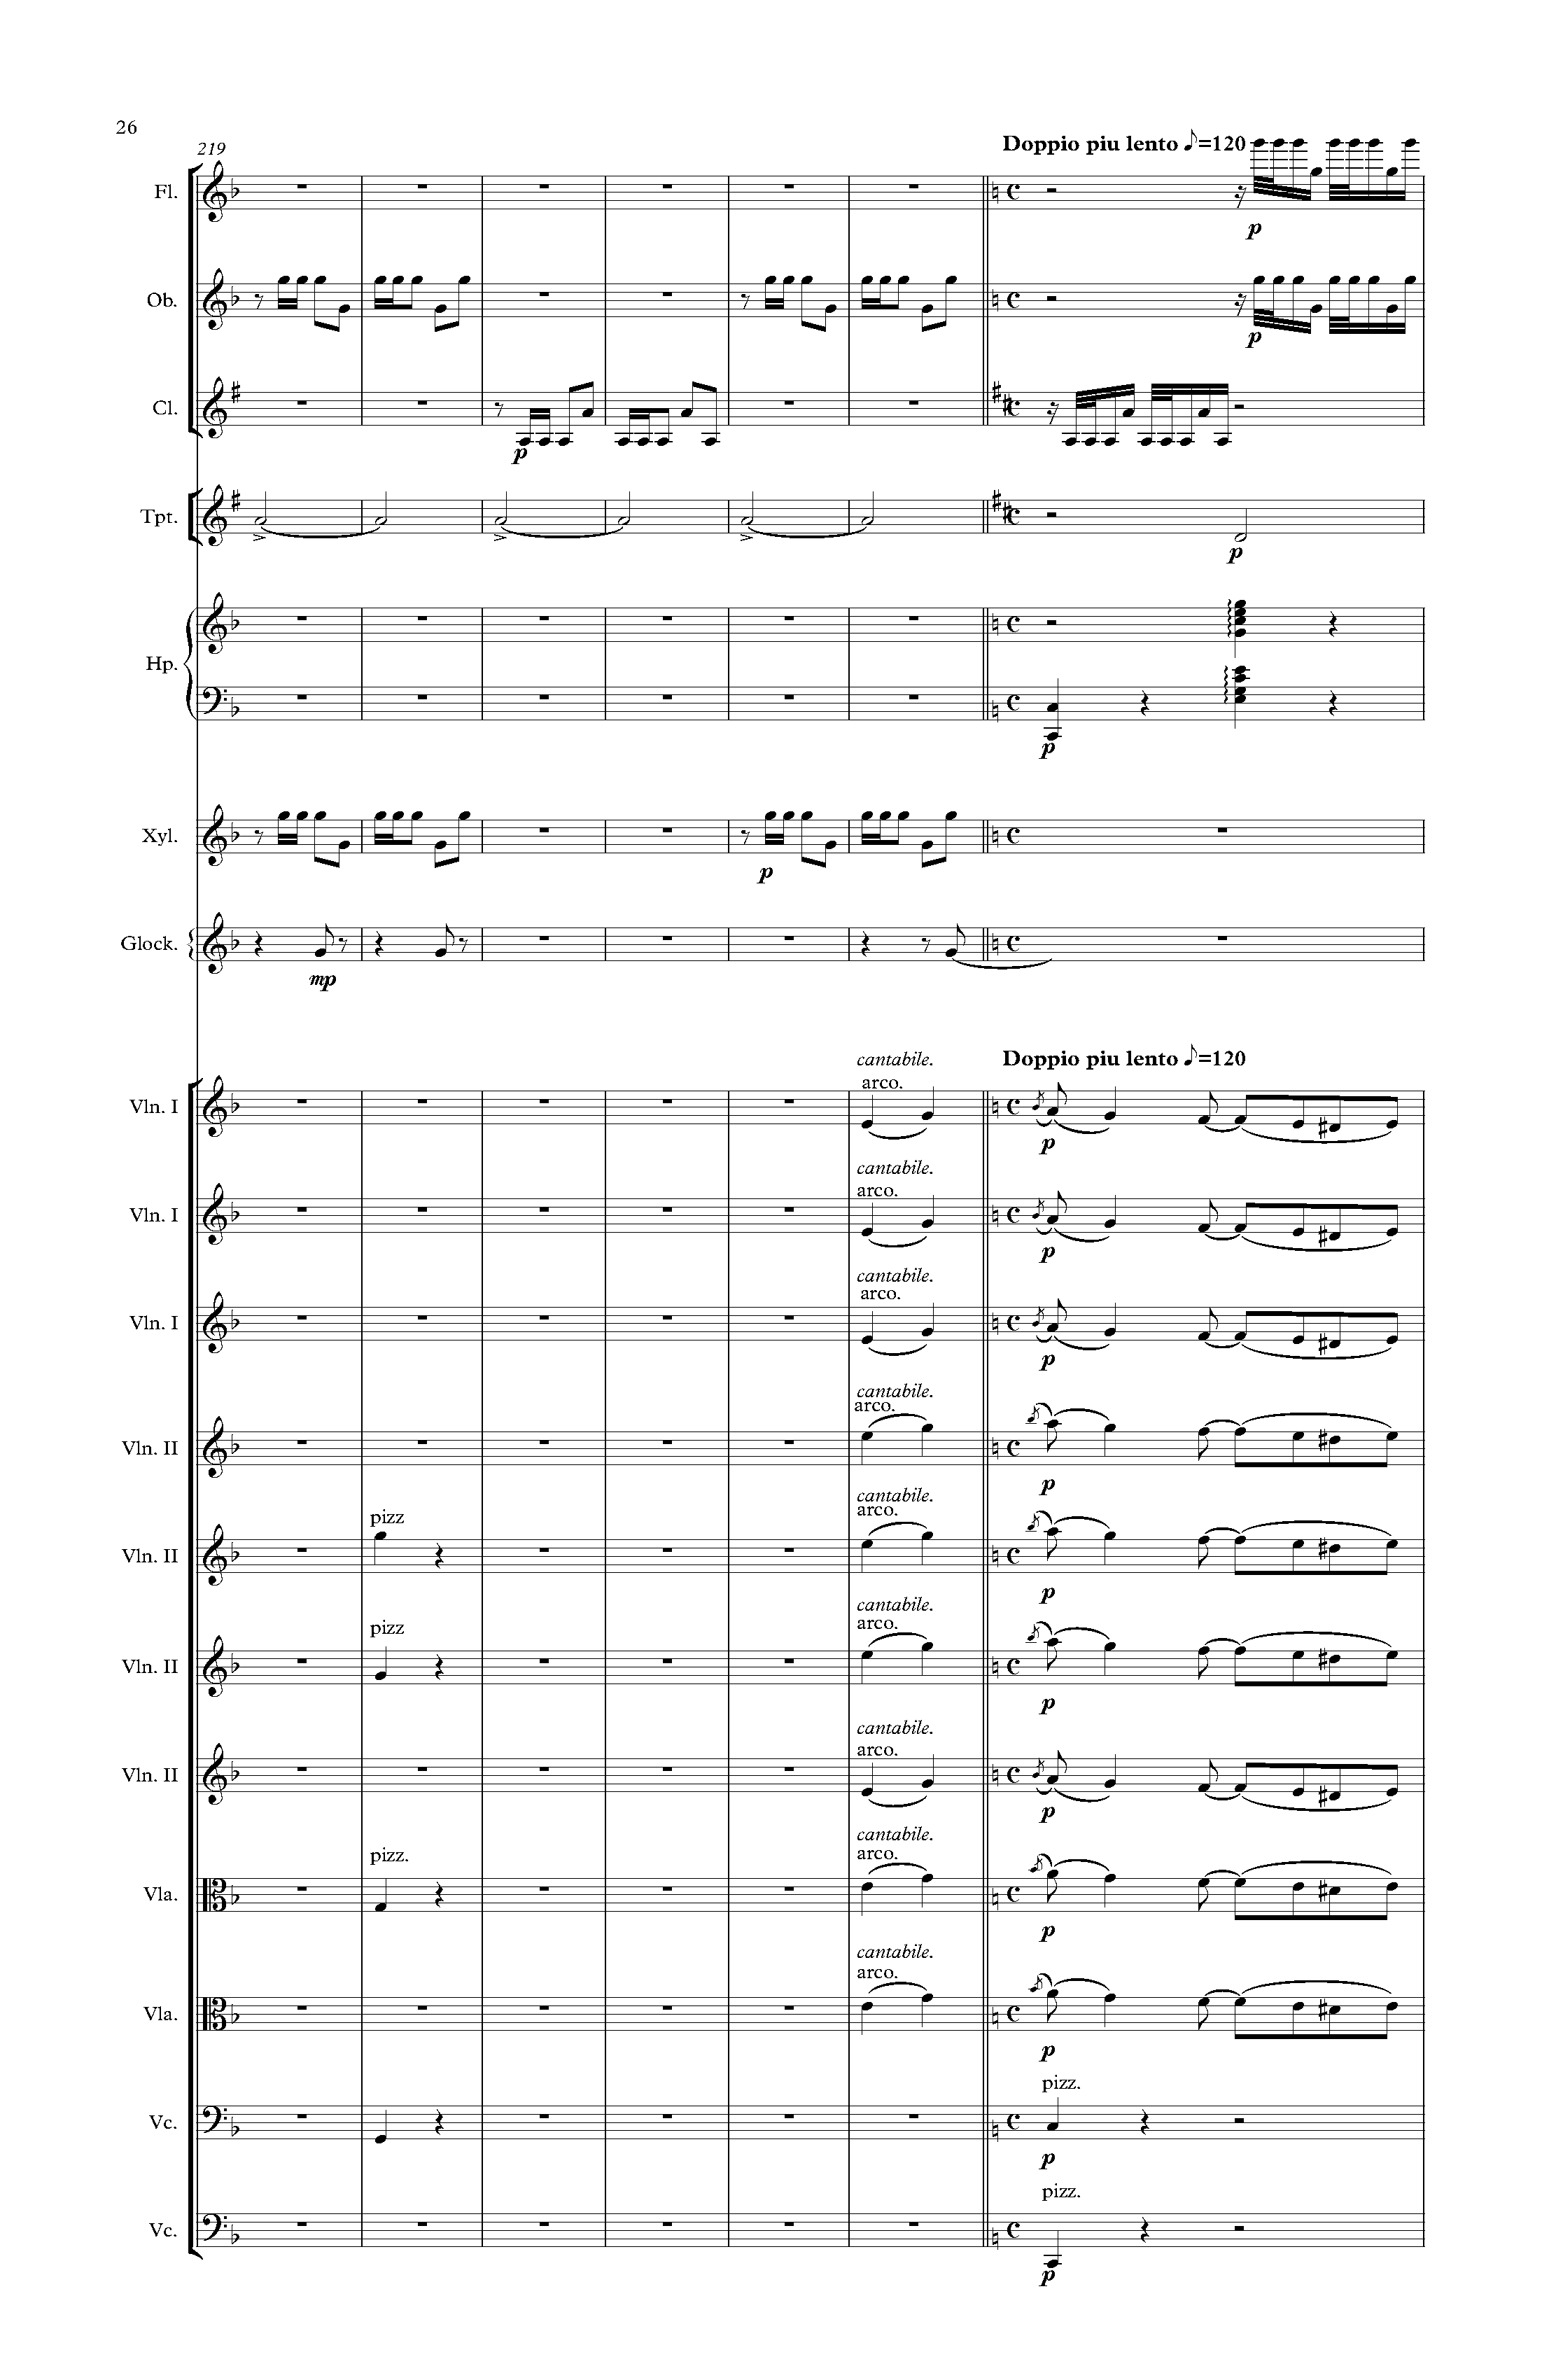 26
219
Doppio piu lento ♪=120
Fl.
p
Ob.
p
Cl.
p
Tpt.
p
Hp.
p
Xyl.
p
Glock.
mp
cantabile.
Doppio piu lento ♪=120
arco.
Vln. I
p
cantabile.
arco.
Vln. I
p
cantabile.
arco.
Vln. I
p
cantabile.
arco.
Vln. II
p
cantabile.
pizz
arco.
Vln. II
p
cantabile.
pizz
arco.
Vln. II
p
cantabile.
arco.
Vln. II
p
cantabile.
pizz.
arco.
Vla.
p
cantabile.
arco.
Vla.
p
pizz.
Vc.
p
pizz.
Vc.
p